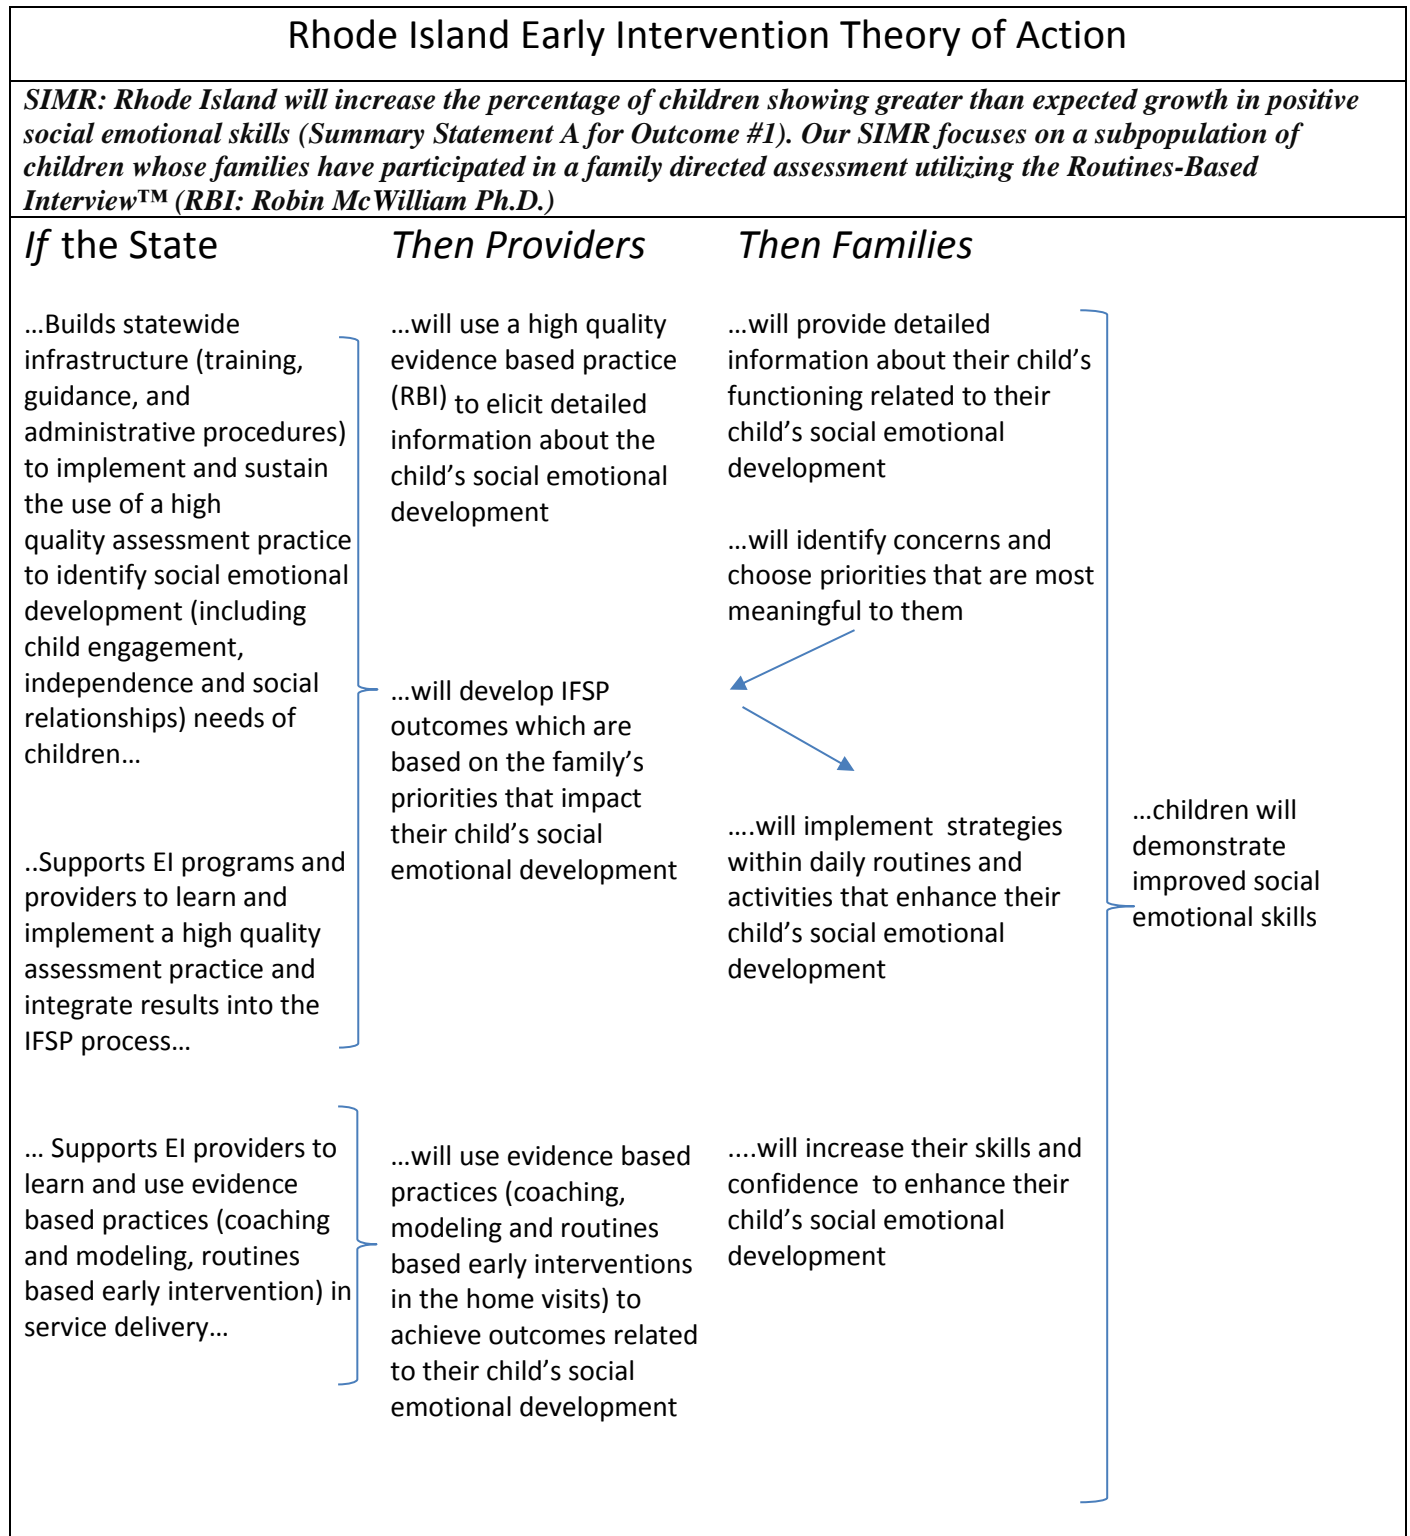 Rhode Island Early Intervention Theory of Action
SIMR: Rhode Island will increase the percentage of children showing greater than expected growth in positive
social emotional skills (Summary Statement A for Outcome #1). Our SIMR focuses on a subpopulation of
children whose families have participated in a family directed assessment utilizing the Routines-Based
Interview™ (RBI: Robin McWilliam Ph.D.)
If the State
…Builds statewide
infrastructure (training,
guidance, and
administrative procedures)
to implement and sustain
the use of a high
quality assessment practice
to identify social emotional
development (including
child engagement,
independence and social
relationships) needs of
children…
..Supports EI programs and
providers to learn and
implement a high quality
assessment practice and
integrate results into the
IFSP process…
… Supports EI providers to
learn and use evidence
based practices (coaching
and modeling, routines
based early intervention) in
service delivery…
Then Providers
…will use a high quality
evidence based practice
(RBI) to elicit detailed
information about the
child’s social emotional
development
…will develop IFSP
outcomes which are
based on the family’s
priorities that impact
their child’s social
emotional development
…will use evidence based
practices (coaching,
modeling and routines
based early interventions
in the home visits) to
achieve outcomes related
to their child’s social
emotional development
Then Families
…will provide detailed
information about their child’s
functioning related to their
child’s social emotional
development
…will identify concerns and
choose priorities that are most
meaningful to them
….will implement strategies
within daily routines and
activities that enhance their
child’s social emotional
development
....will increase their skills and
confidence to enhance their
child’s social emotional
development
…children will
demonstrate
improved social
emotional skills